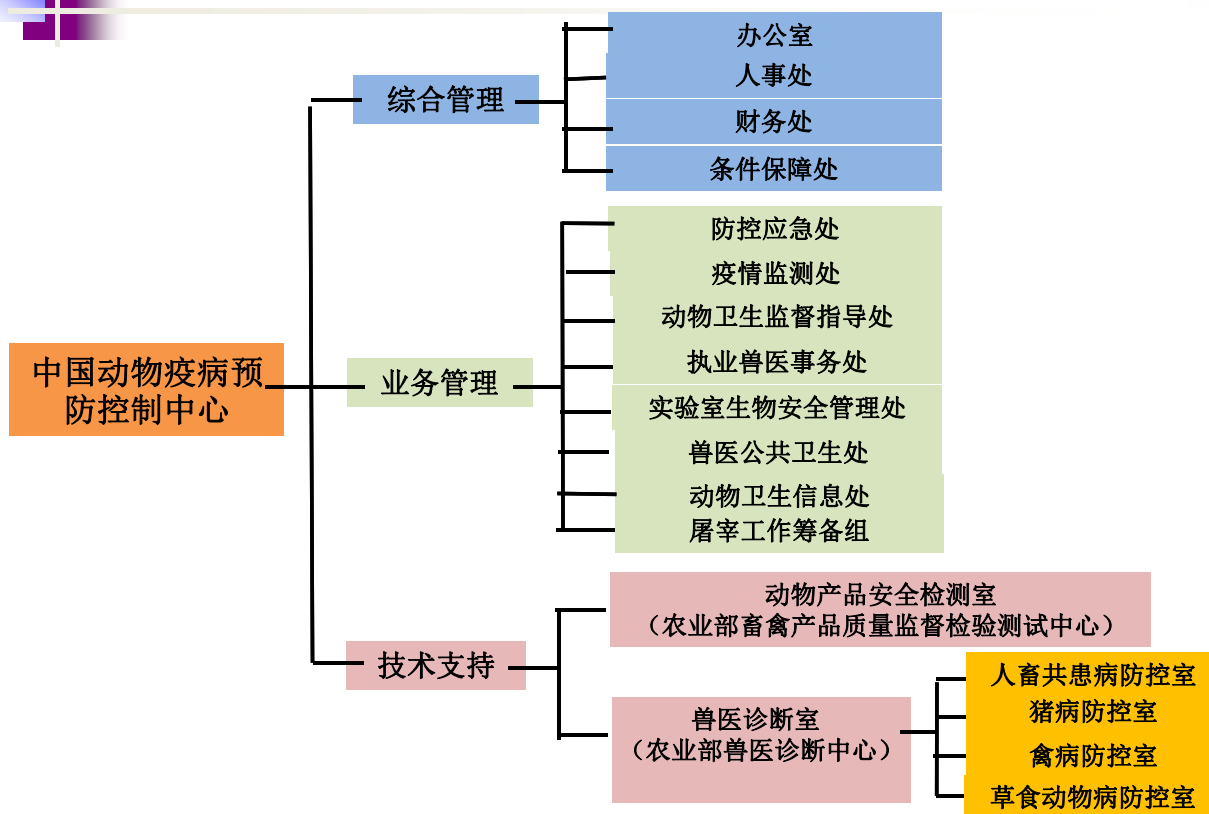 中国动物疫病预
防控制中心
综合管理
办公室
人事处
财务处
条件保障处
业务管理
防控应急处
疫情监测处
动物卫生监督指导处
执业兽医事务处
实验室生物安全管理处
兽医公共卫生处
动物卫生信息处
屠宰工作筹备组
技术支持
动物产品安全检测室
（农业部畜禽产品质量监督检验测试中心）
兽医诊断室
（农业部兽医诊断中心）
人畜共患病防控室
猪病防控室
禽病防控室
草食动物病防控室